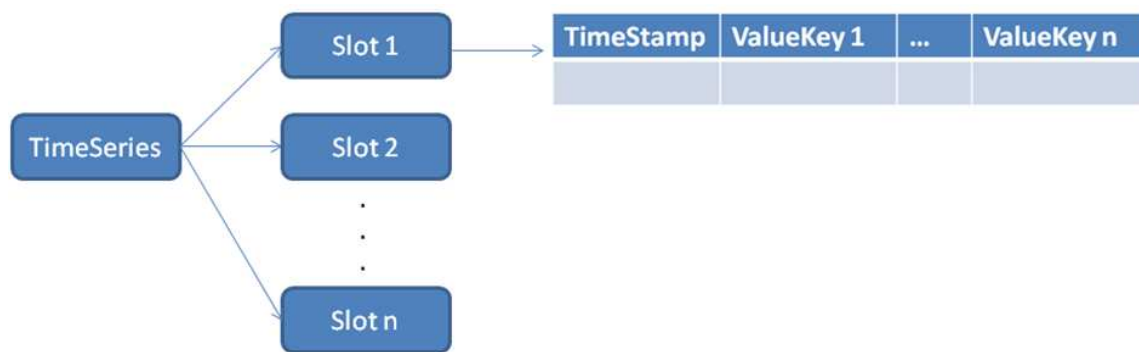 Slot 1
TimeStamp ValueKey 1 ... ValueKey n
TimeSeries
Slot 2
.
.
.
Slot n